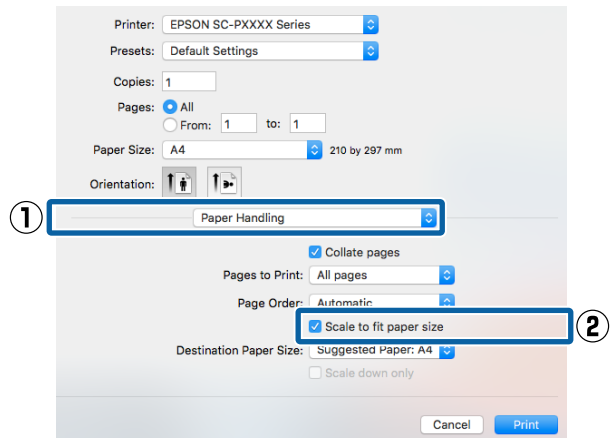 Printer: EPSON SC-PXXXX Series
Presets: Default Settings
Copies: 1
Pages: All
From: 1 to: 1
Paper Size: A4 210 by 297 mm
Orientation:
1 Paper Handling
Collate pages
Pages to Print: All pages
Page Order: Automatic
Scale to fit paper size 2
Destination Paper Size: Suggested Paper: A4
Scale down only
Cancel Print